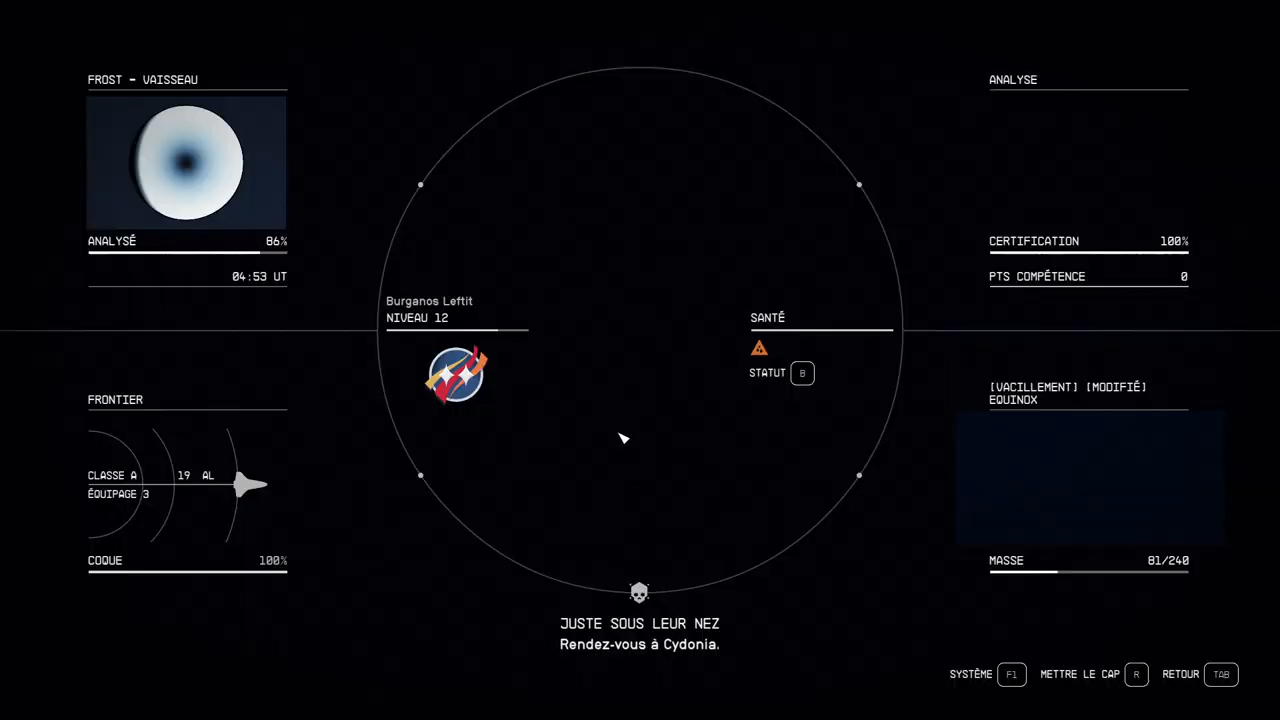 FROST - VAISSEAU
ANALYSÉ 86%
04:53 UT
ANALYSE
CERTIFICATION 100%
PTS COMPÉTENCE 0
Burganos Leftit
NIVEAU 12
SANTÉ
STATUT B
FRONTIER
CLASSE A 19 AL
ÉQUIPAGE 3
COQUE 100%
[VACILLEMENT] [MODIFIÉ]
EQUINOX
MASSE 81/240
JUSTE SOUS LEUR NEZ
Rendez-vous à Cydonia.
SYSTÈME F1 METTRE LE CAP R RETOUR TAB